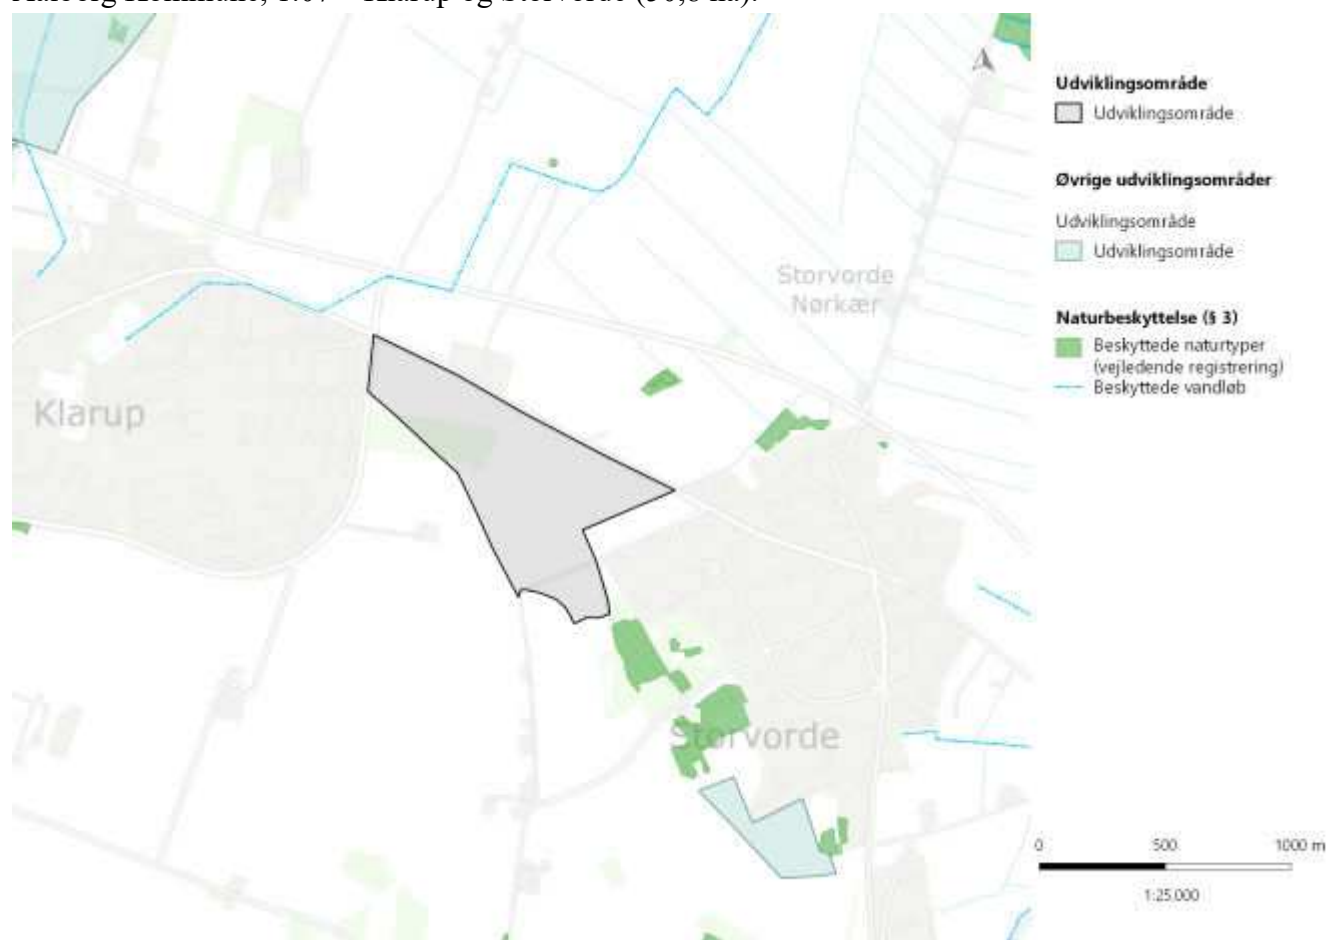 Udviklingsområde
Udviklingsområde
Øvrige udviklingsområder
Udviklingsområde
Udviklingsområde
Naturbeskyttelse (§ 3)
Beskyttede naturtyper
(vejledende registrering)
Beskyttede vandløb
Storvorde
Nørkær
Klarup
Storvorde
0 500 1000 m
1:25.000